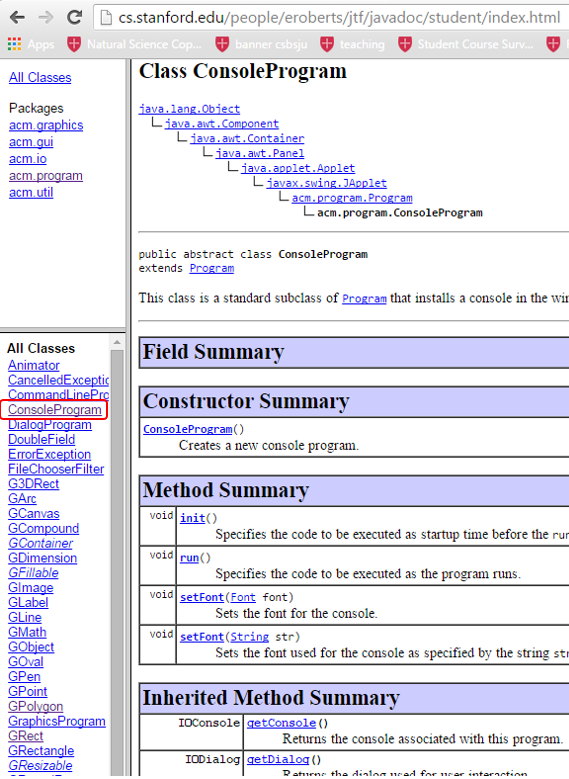 cs.stanford.edu/people/eroberts/jtf/javadoc/student/index.html
Apps Natural Science Cop... banner csbsju teaching Student Course Surv...
All Classes
Packages
acm.graphics
acm.gui
acm.io
acm.program
acm.util
All Classes
Animator
CancelledExceptic
CommandLinePro
ConsoleProgram
DialogProgram
DoubleField
ErrorException
FileChooserFilter
G3DRect
GArc
GCanvas
GCompound
GContainer
GDimension
GFillable
GImage
GLabel
GLine
GMath
GObject
GOval
GPen
GPoint
GPolygon
GraphicsProgram
GRect
GRectangle
GResizable
Class ConsoleProgram
java.lang.Object
java.awt.Component
java.awt.Container
java.awt.Panel
java.applet.Applet
javax.swing.JApplet
acm.program.Program
acm.program.ConsoleProgram
public abstract class ConsoleProgram
extends Program
This class is a standard subclass of Program that installs a console in the wi
Field Summary
Constructor Summary
ConsoleProgram()
Creates a new console program.
Method Summary
void init()
Specifies the code to be executed as startup time before the run
void run()
Specifies the code to be executed as the program runs.
void setFont(Font font)
Sets the font for the console.
void setFont(String str)
Sets the font used for the console as specified by the string st
Inherited Method Summary
IOConsole getConsole()
Returns the console associated with this program.
IODialog getDialog()
Returns the dialog used for user interaction.